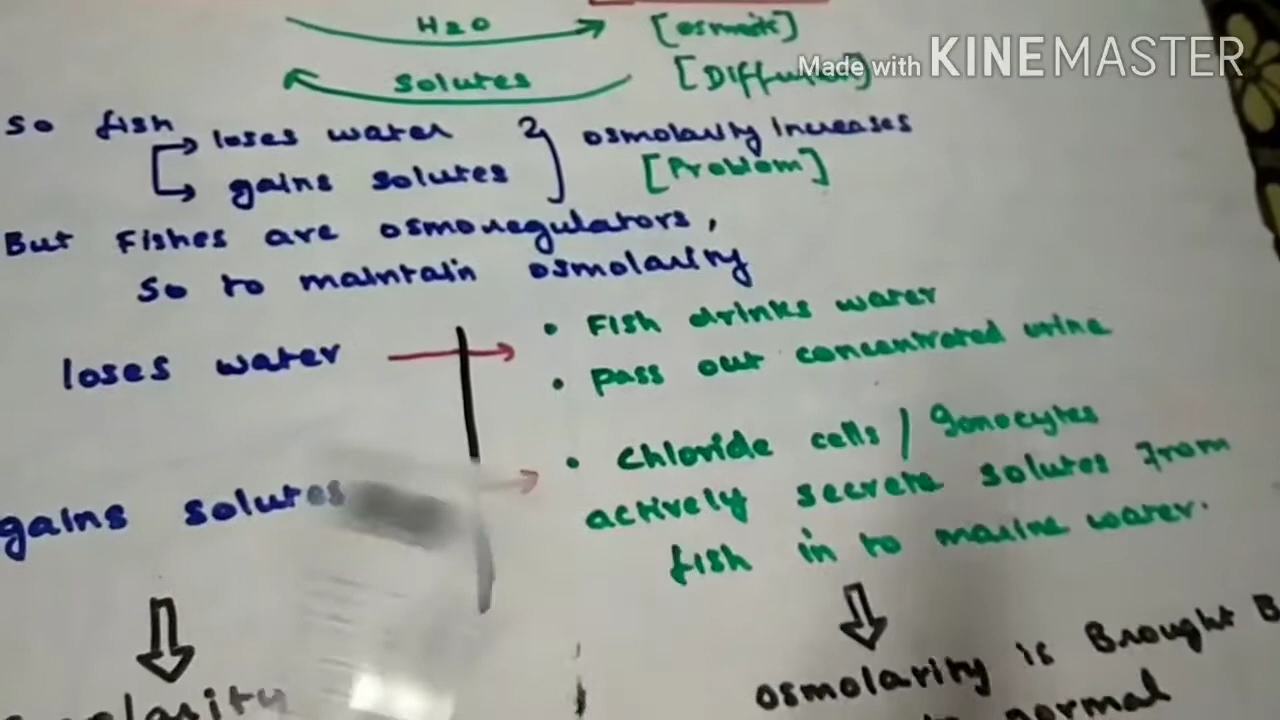 H2O [osmosis]
Made with KINEMASTER
Solutes [Diffusion]
So fish
loses water
osmolarity increases
gains solutes
[Problem]
But Fishes are osmoregulators,
so to maintain osmolarity
• Fish drinks water
loses water
• pass out concentrated urine
• chloride cells / Ionocytes
gains solutes
actively secrete solutes from
fish in to marine water.
osmolarity is Brought B
normal